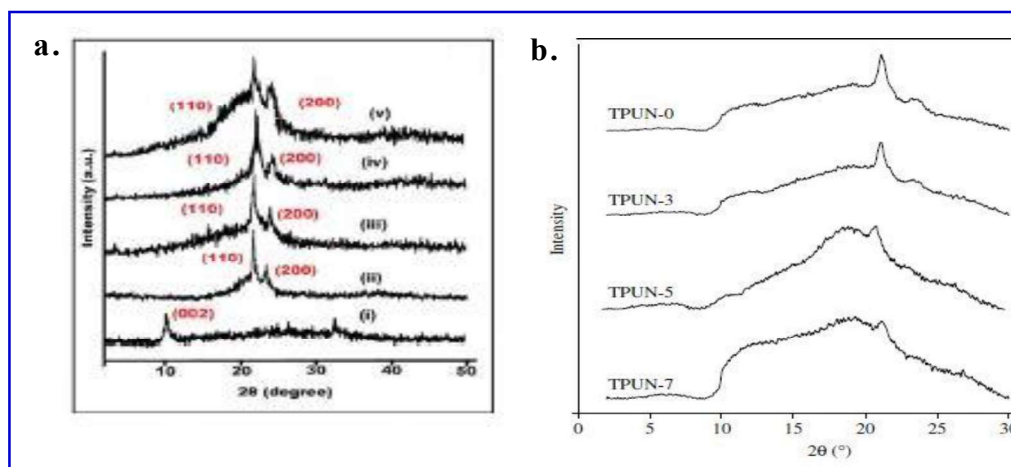 a.
(110)
(200)
(v)
(110)
(200)
(iv)
(110)
(200)
(iii)
(110)
(200)
(ii)
(002)
(i)
Intensity (a.u.)
10 20 30 40 50
2θ (degree)
b.
TPUN-0
TPUN-3
TPUN-5
TPUN-7
Intensity
0 5 10 15 20 25 30
2θ (°)